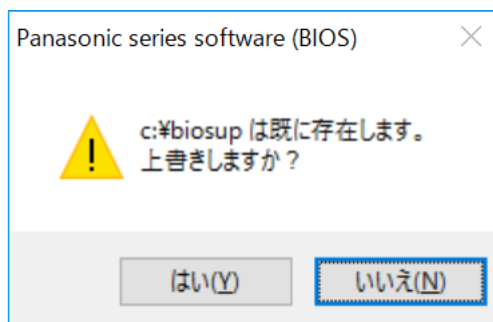 Panasonic series software (BIOS)
c:¥biosup は既に存在します。
上書きしますか？
はい(Y)
いいえ(N)